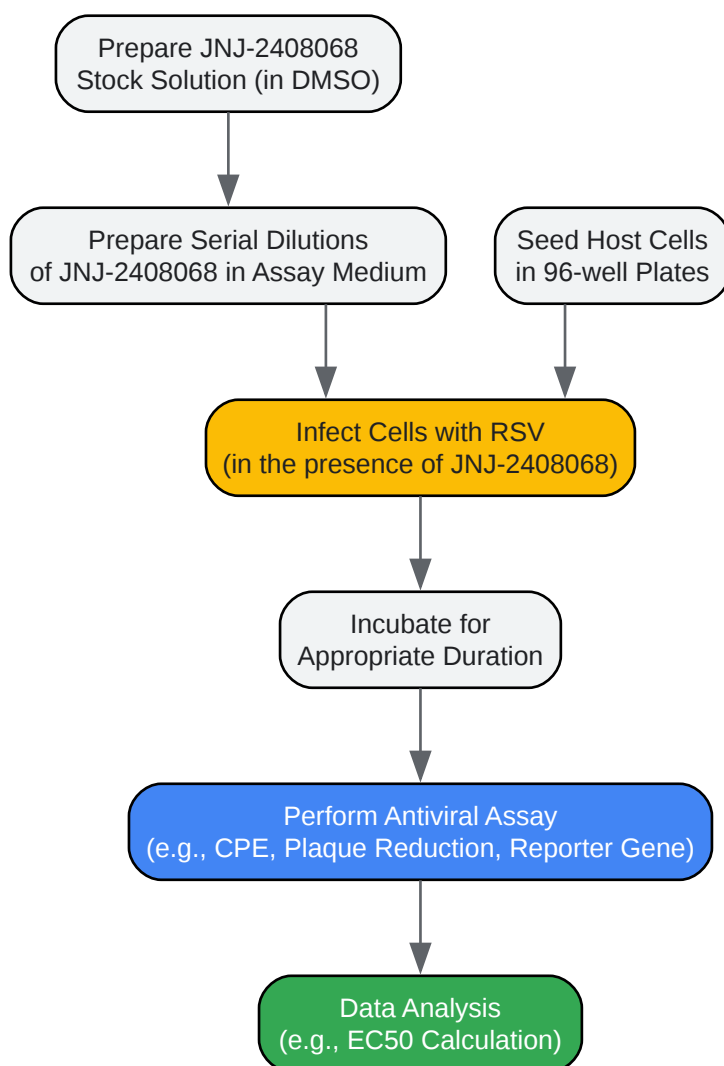 Prepare JNJ-2408068
Stock Solution (in DMSO)
Prepare Serial Dilutions
of JNJ-2408068 in Assay Medium
Seed Host Cells
in 96-well Plates
Infect Cells with RSV
(in the presence of JNJ-2408068)
Incubate for
Appropriate Duration
Perform Antiviral Assay
(e.g., CPE, Plaque Reduction, Reporter Gene)
Data Analysis
(e.g., EC50 Calculation)